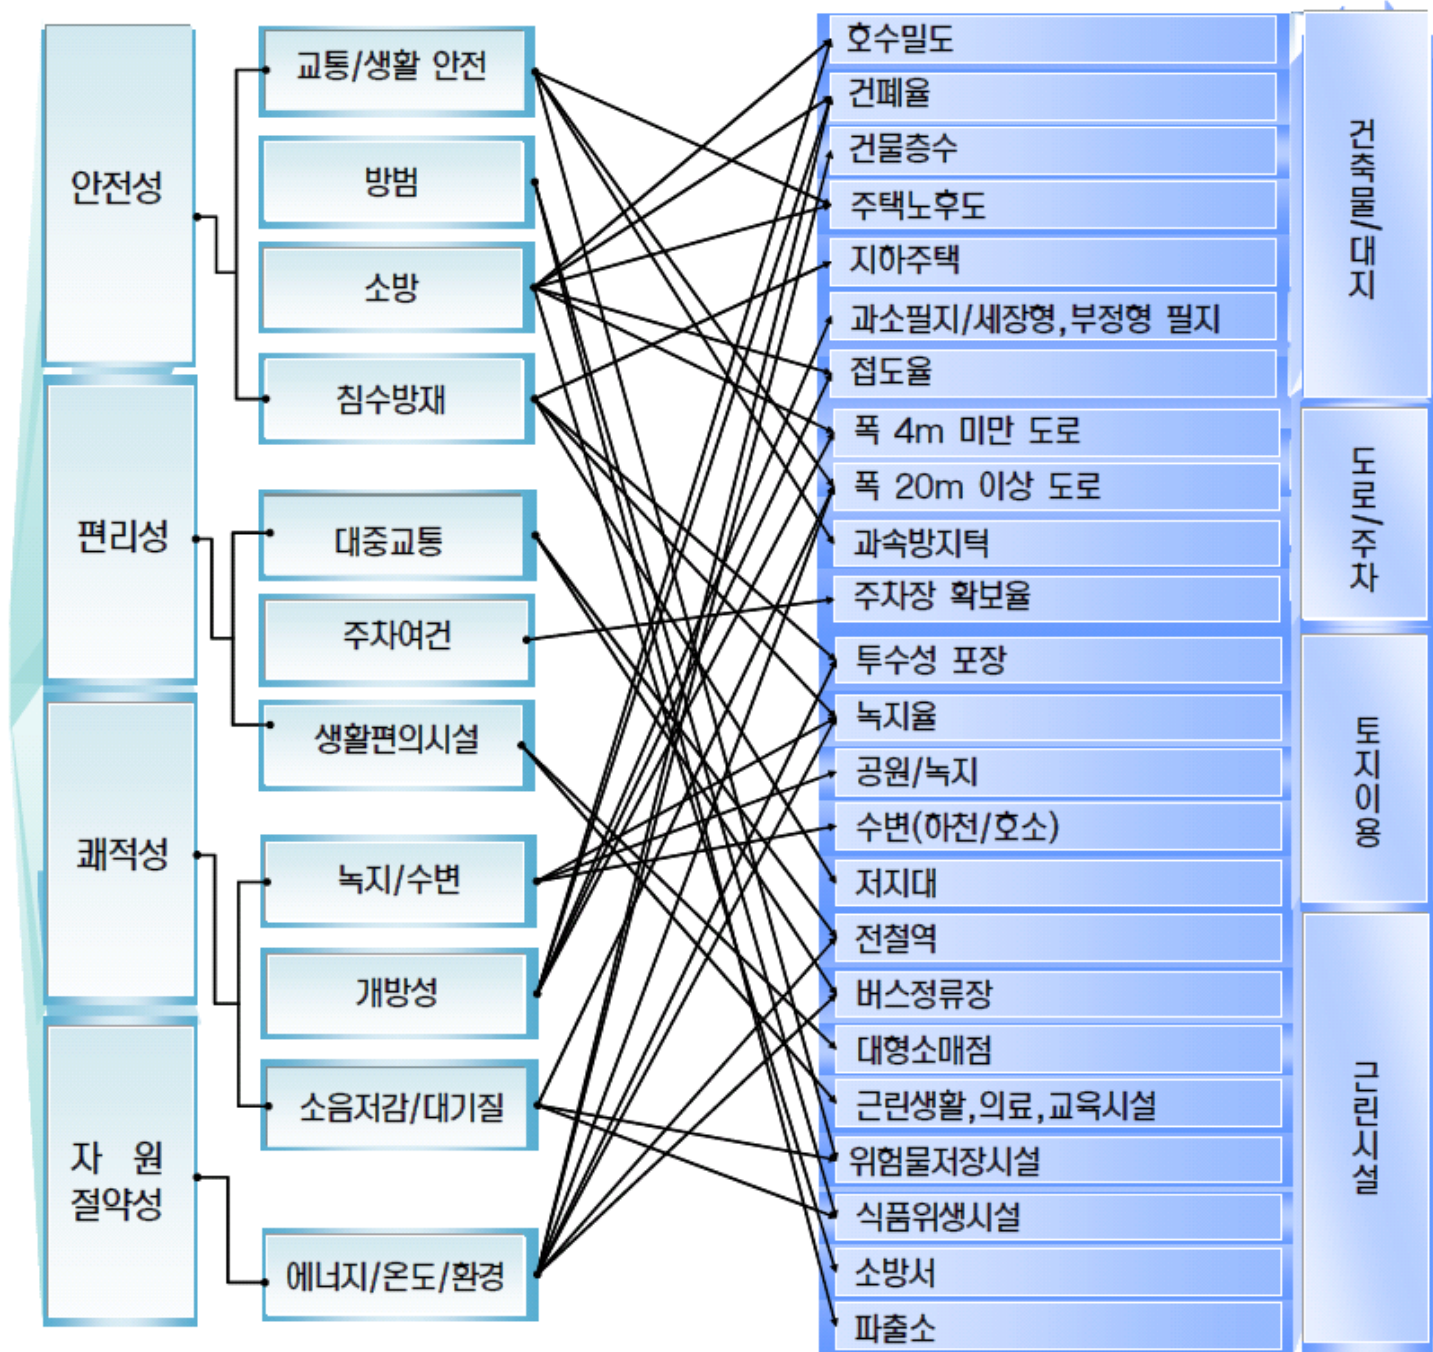 안전성
편리성
쾌적성
자 원
절약성
교통/생활 안전
방범
소방
침수방재
대중교통
주차여건
생활편의시설
녹지/수변
개방성
소음저감/대기질
에너지/온도/환경
호수밀도
건폐율
건물층수
주택노후도
지하주택
과소필지/세장형,부정형 필지
접도율
폭 4m 미만 도로
폭 20m 이상 도로
과속방지턱
주차장 확보율
투수성 포장
녹지율
공원/녹지
수변(하천/호소)
저지대
전철역
버스정류장
대형소매점
근린생활,의료,교육시설
위험물저장시설
식품위생시설
소방서
파출소
건축물/대지
도로/주차
토지이용
근린시설